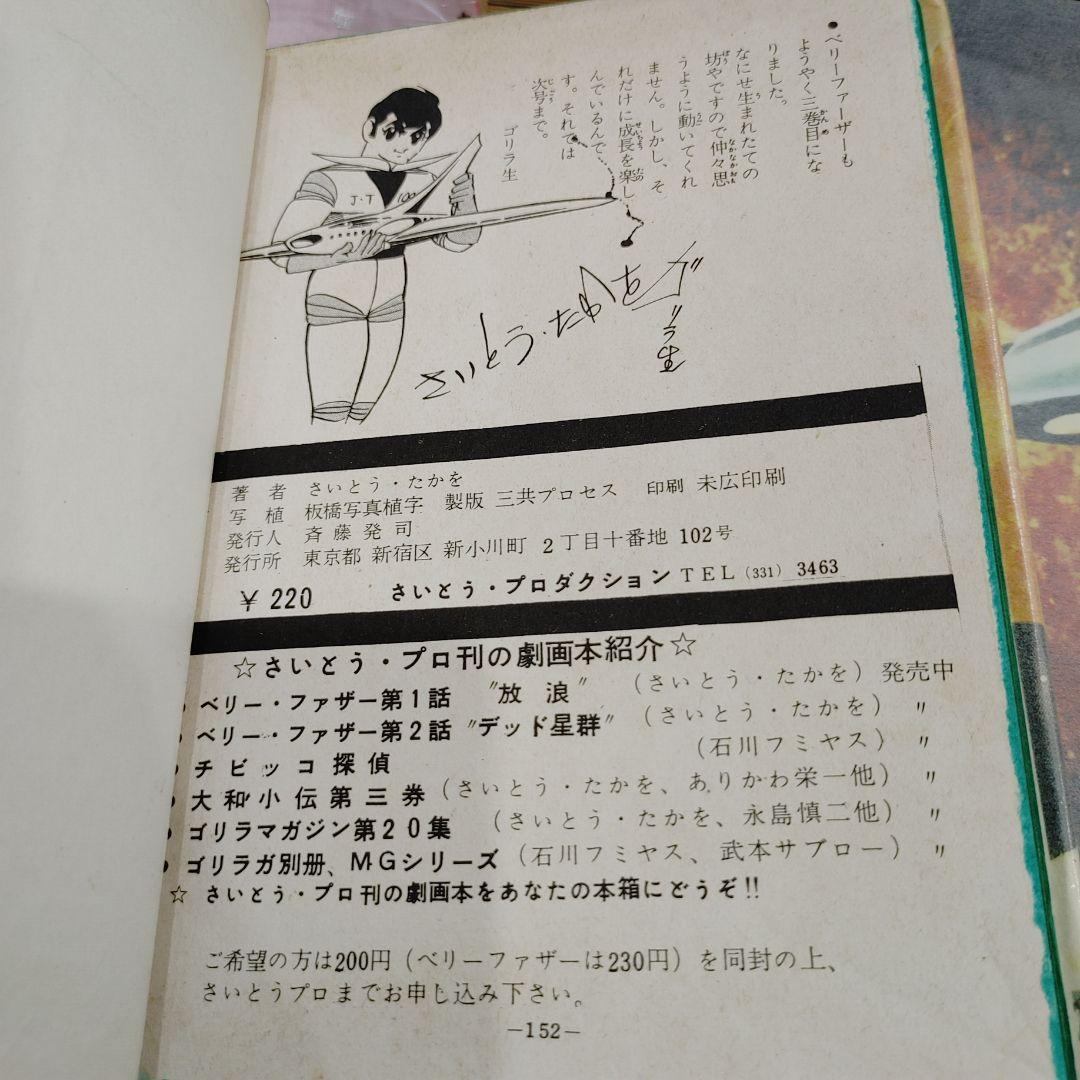 ●ベリーファーザーも
ようやく三巻目にな
りました。
なにせ生まれたての
坊やですので仲々思
うように動いてくれ
ません。しかし、そ
れだけに成長を楽し
んでいるんで
す。それでは
次号まで。
ゴリラ生
J・T 100
さいとう・たかを
ゴリラ生
著者 さいとう・たかを
写植 板橋写真植字 製版 三共プロセス 印刷 末広印刷
発行人 斉藤発司
発行所 東京都 新宿区 新小川町 2丁目十番地 102号
¥220 さいとう・プロダクション TEL (331) 3463
☆さいとう・プロ刊の劇画本紹介☆
●ベリー・ファザー第1話 〝放浪〟 (さいとう・たかを) 発売中
●ベリー・ファザー第2話 〝デッド星群〟 (さいとう・たかを) 〃
●チビッコ探偵 (石川フミヤス) 〃
●大和小伝第三券 (さいとう・たかを、ありかわ栄一他) 〃
●ゴリラマガジン第20集 (さいとう・たかを、永島慎二他) 〃
●ゴリラガ別册、MGシリーズ (石川フミヤス、武本サブロー) 〃
☆ さいとう・プロ刊の劇画本をあなたの本箱にどうぞ!!
ご希望の方は200円(ベリーファザーは230円)を同封の上、
さいとうプロまでお申し込み下さい。
—152—